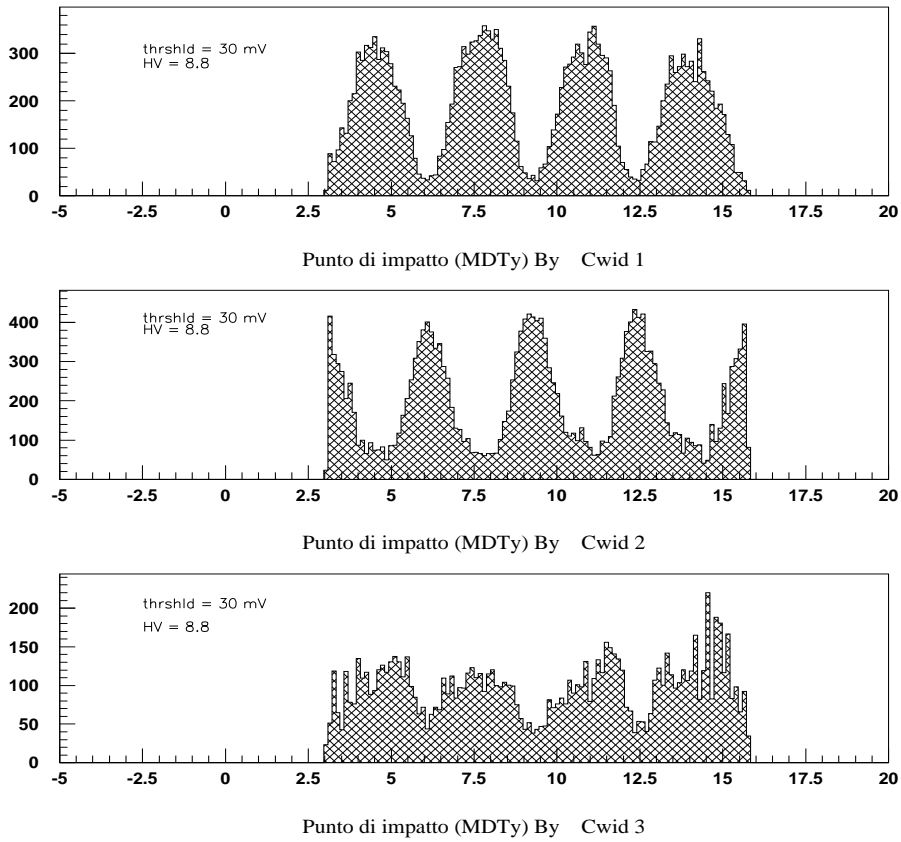 300
200
100
0
thrshld = 30 mV
HV = 8.8
-5 -2.5 0 2.5 5 7.5 10 12.5 15 17.5 20
Punto di impatto (MDTy) By Cwid 1
400
300
200
100
0
thrshld = 30 mV
HV = 8.8
-5 -2.5 0 2.5 5 7.5 10 12.5 15 17.5 20
Punto di impatto (MDTy) By Cwid 2
200
150
100
50
0
thrshld = 30 mV
HV = 8.8
-5 -2.5 0 2.5 5 7.5 10 12.5 15 17.5 20
Punto di impatto (MDTy) By Cwid 3